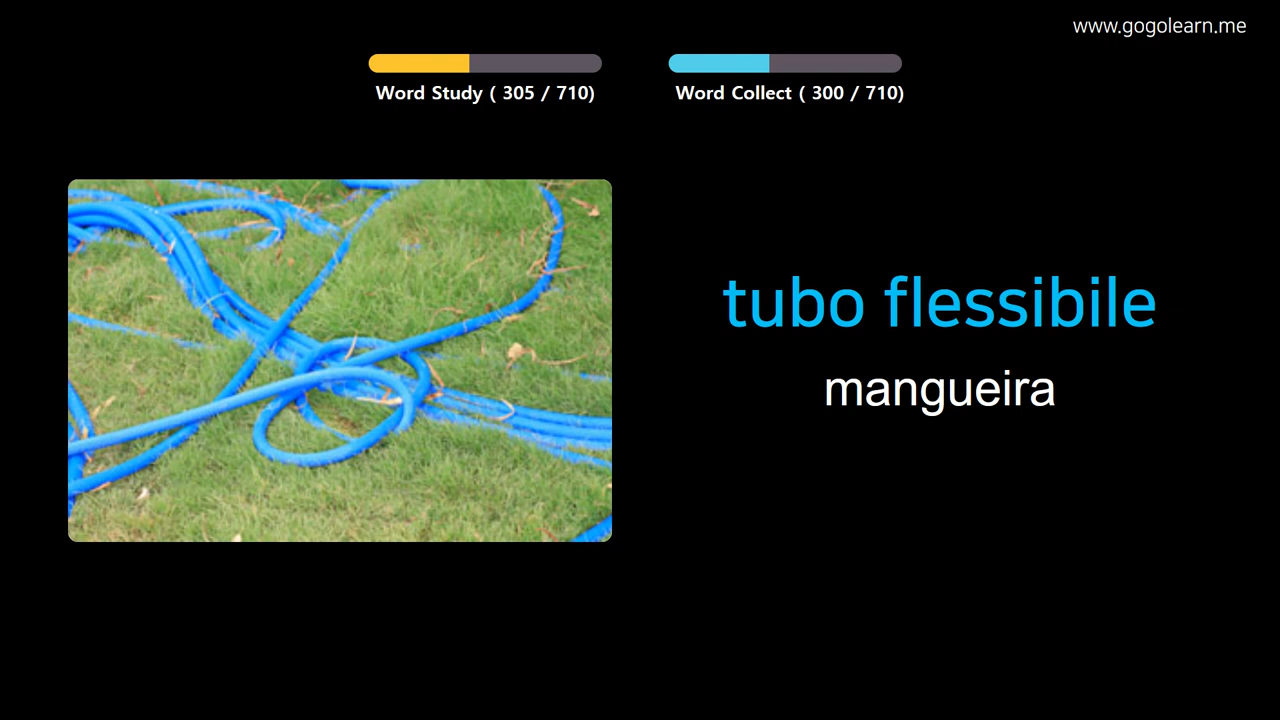 www.gogolearn.me
Word Study ( 305 / 710)
Word Collect ( 300 / 710)
tubo flessibile
mangueira